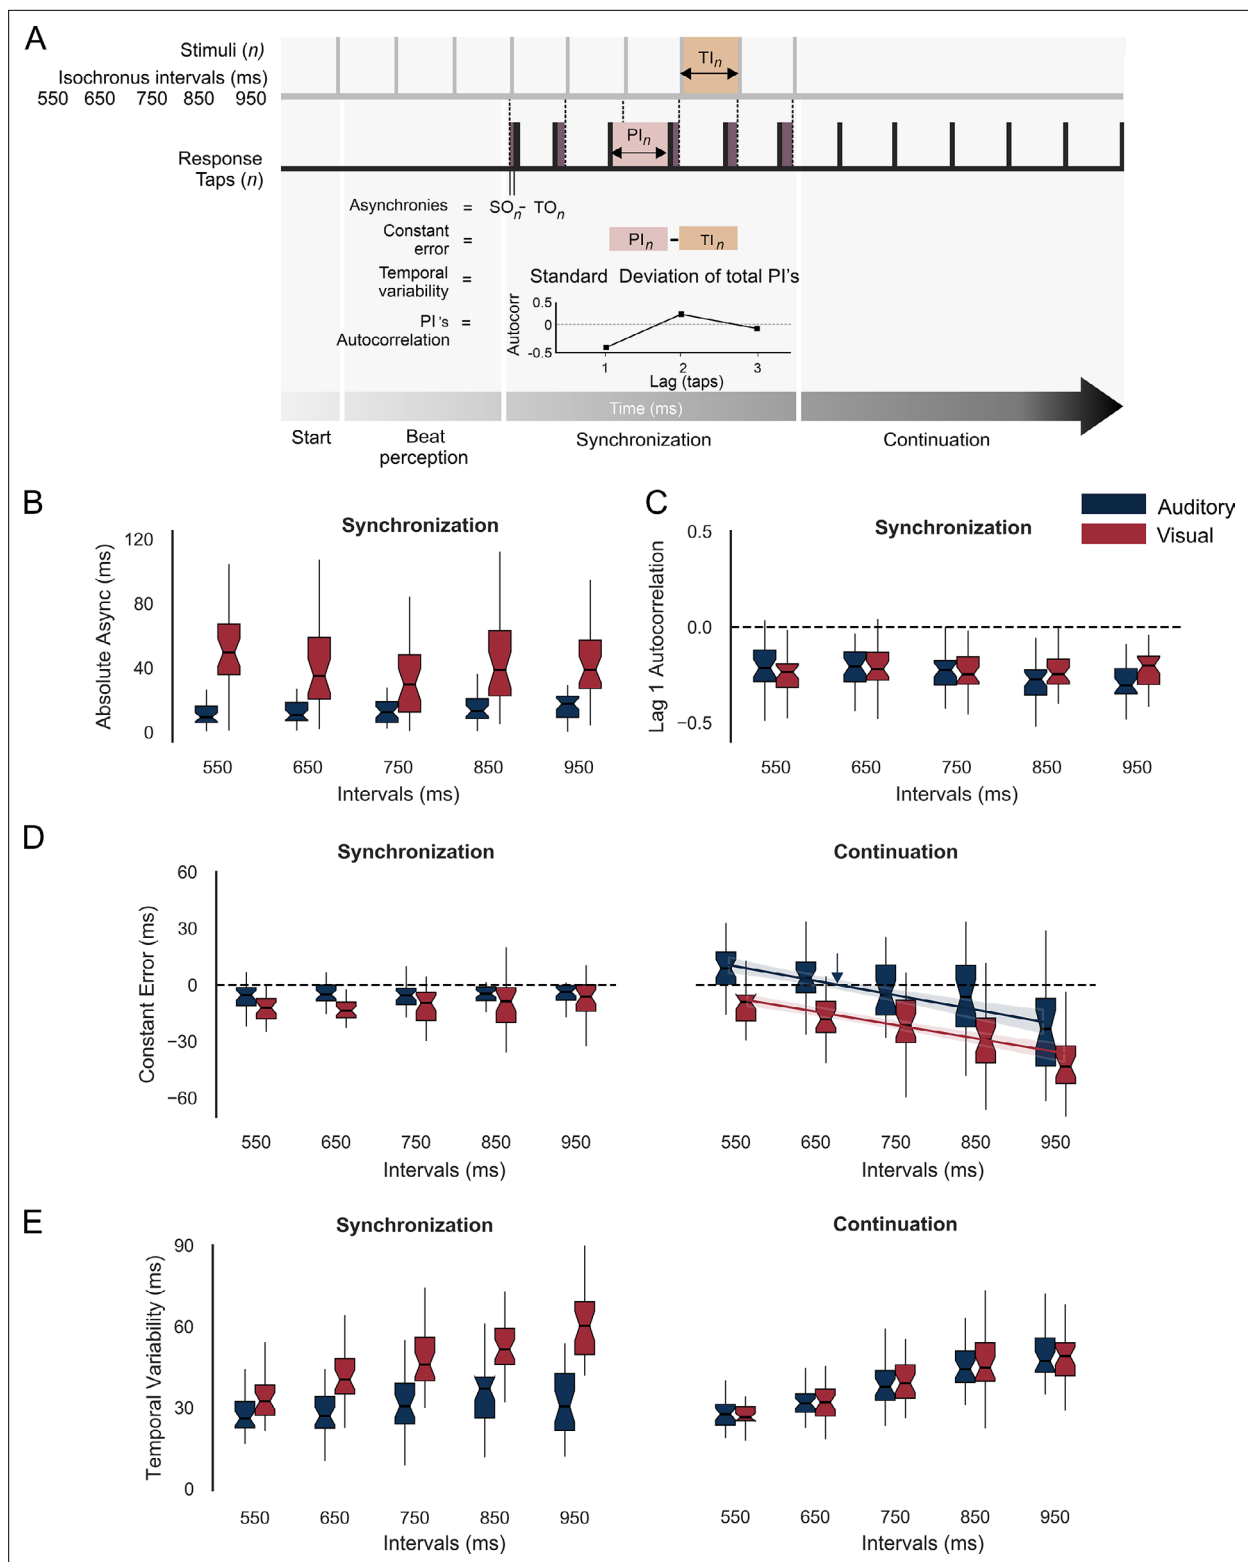 A
Stimuli (n)
Isochronus intervals (ms)
550 650 750 850 950
TIn
PIn
Response
Taps (n)
Asynchronies = SOn - TOn
Constant
error = PIn - TIn
Temporal
variability = Standard Deviation of total PI's
PI's
Autocorrelation =
Autocorr
0.5
0
-0.5
1 2 3
Lag (taps)
Time (ms)
Start
Beat
perception
Synchronization
Continuation
B
Synchronization
Absolute Async (ms)
120
80
40
0
550 650 750 850 950
Intervals (ms)
C
Synchronization
Auditory
Visual
Lag 1 Autocorrelation
0.5
0.0
−0.5
550 650 750 850 950
Intervals (ms)
D
Synchronization
Continuation
Constant Error (ms)
60
30
0
−30
−60
550 650 750 850 950
Intervals (ms)
550 650 750 850 950
Intervals (ms)
E
Synchronization
Continuation
Temporal Variability (ms)
90
60
30
0
550 650 750 850 950
Intervals (ms)
550 650 750 850 950
Intervals (ms)